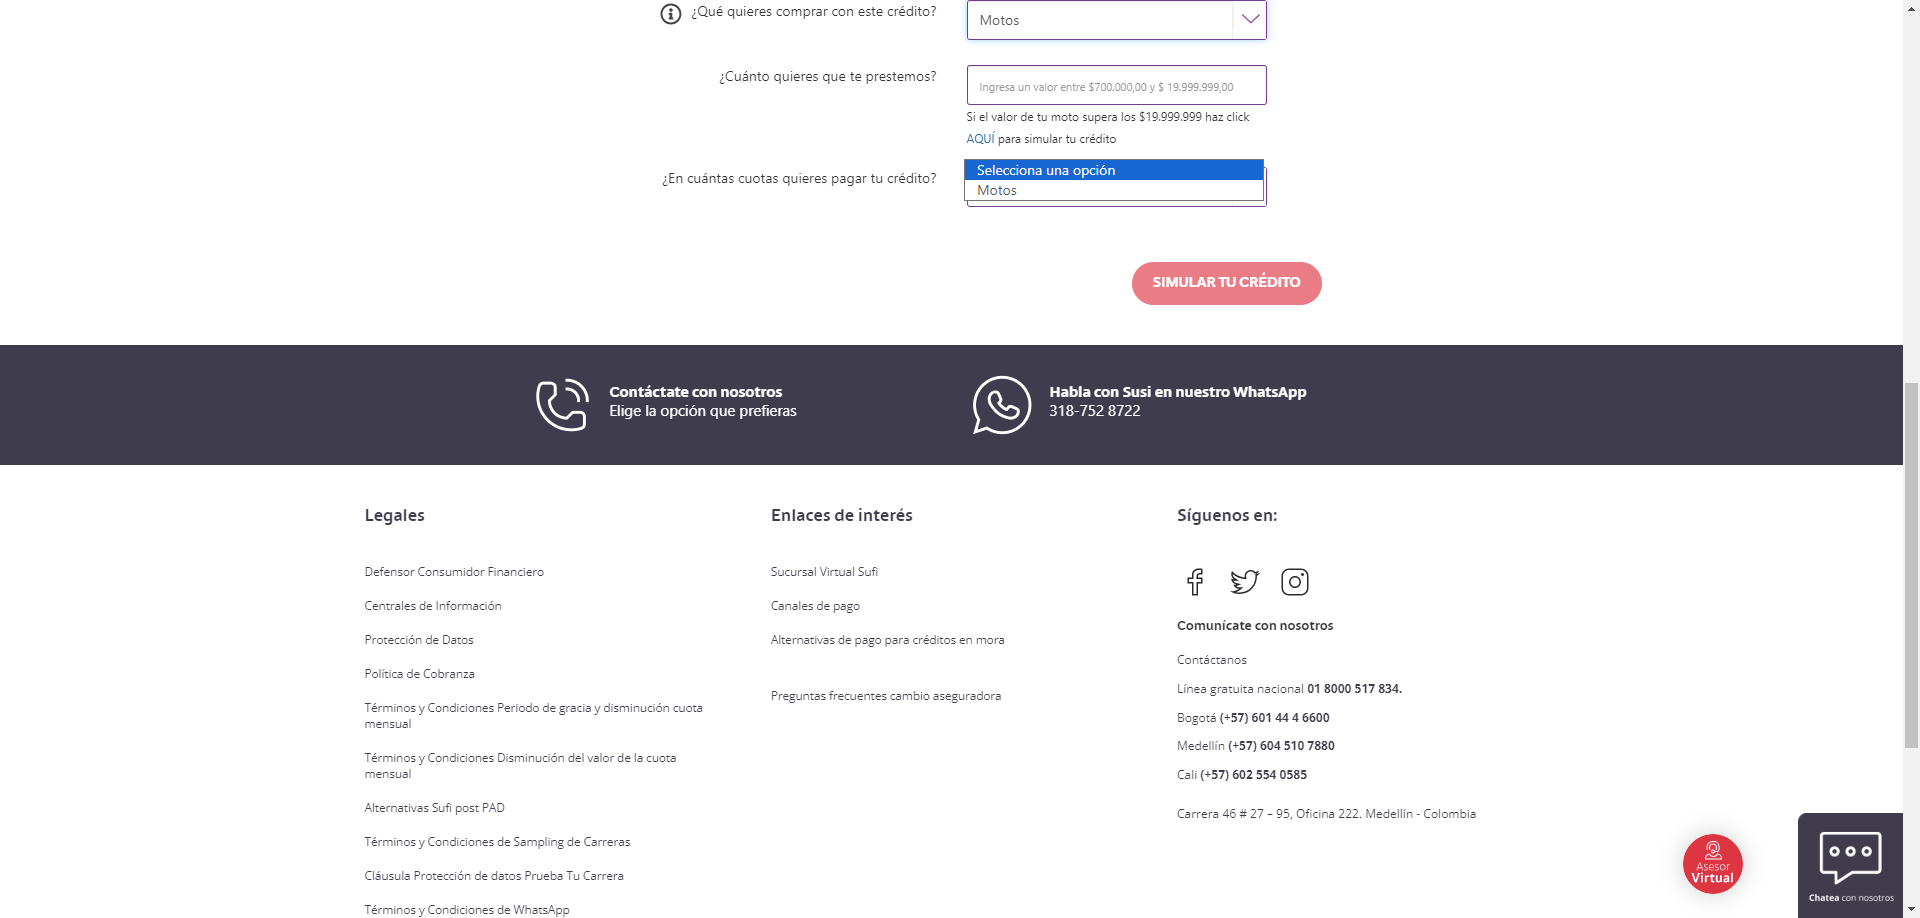 ¿Qué quieres comprar con este crédito?
Motos
¿Cuánto quieres que te prestemos?
Ingresa un valor entre $700.000,00 y $ 19.999.999,00
Si el valor de tu moto supera los $19.999.999 haz click
AQUÍ para simular tu crédito
¿En cuántas cuotas quieres pagar tu crédito?
Selecciona una opción
Motos
SIMULAR TU CRÉDITO
Contáctate con nosotros
Elige la opción que prefieras
Habla con Susi en nuestro WhatsApp
318-752 8722
Legales
Defensor Consumidor Financiero
Centrales de Información
Protección de Datos
Política de Cobranza
Términos y Condiciones Periodo de gracia y disminución cuota
mensual
Términos y Condiciones Disminución del valor de la cuota
mensual
Alternativas Sufi post PAD
Términos y Condiciones de Sampling de Carreras
Cláusula Protección de datos Prueba Tu Carrera
Términos y Condiciones de WhatsApp
Enlaces de interés
Sucursal Virtual Sufi
Canales de pago
Alternativas de pago para créditos en mora
Preguntas frecuentes cambio aseguradora
Síguenos en:
Comunícate con nosotros
Contáctanos
Línea gratuita nacional 01 8000 517 834.
Bogotá (+57) 601 44 4 6600
Medellín (+57) 604 510 7880
Cali (+57) 602 554 0585
Carrera 46 # 27 – 95, Oficina 222. Medellín - Colombia
Asesor
Virtual
Chatea con nosotros